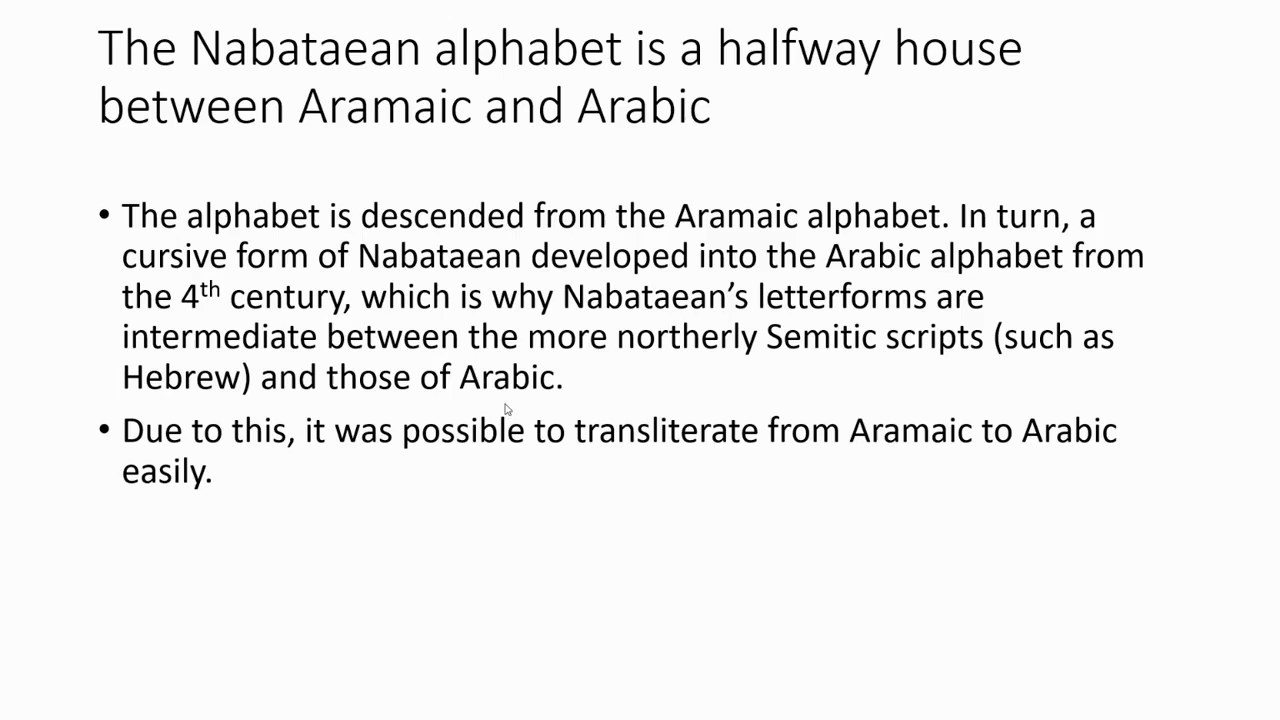 The Nabataean alphabet is a halfway house
between Aramaic and Arabic
• The alphabet is descended from the Aramaic alphabet. In turn, a
cursive form of Nabataean developed into the Arabic alphabet from
the 4th century, which is why Nabataean’s letterforms are
intermediate between the more northerly Semitic scripts (such as
Hebrew) and those of Arabic.
• Due to this, it was possible to transliterate from Aramaic to Arabic
easily.